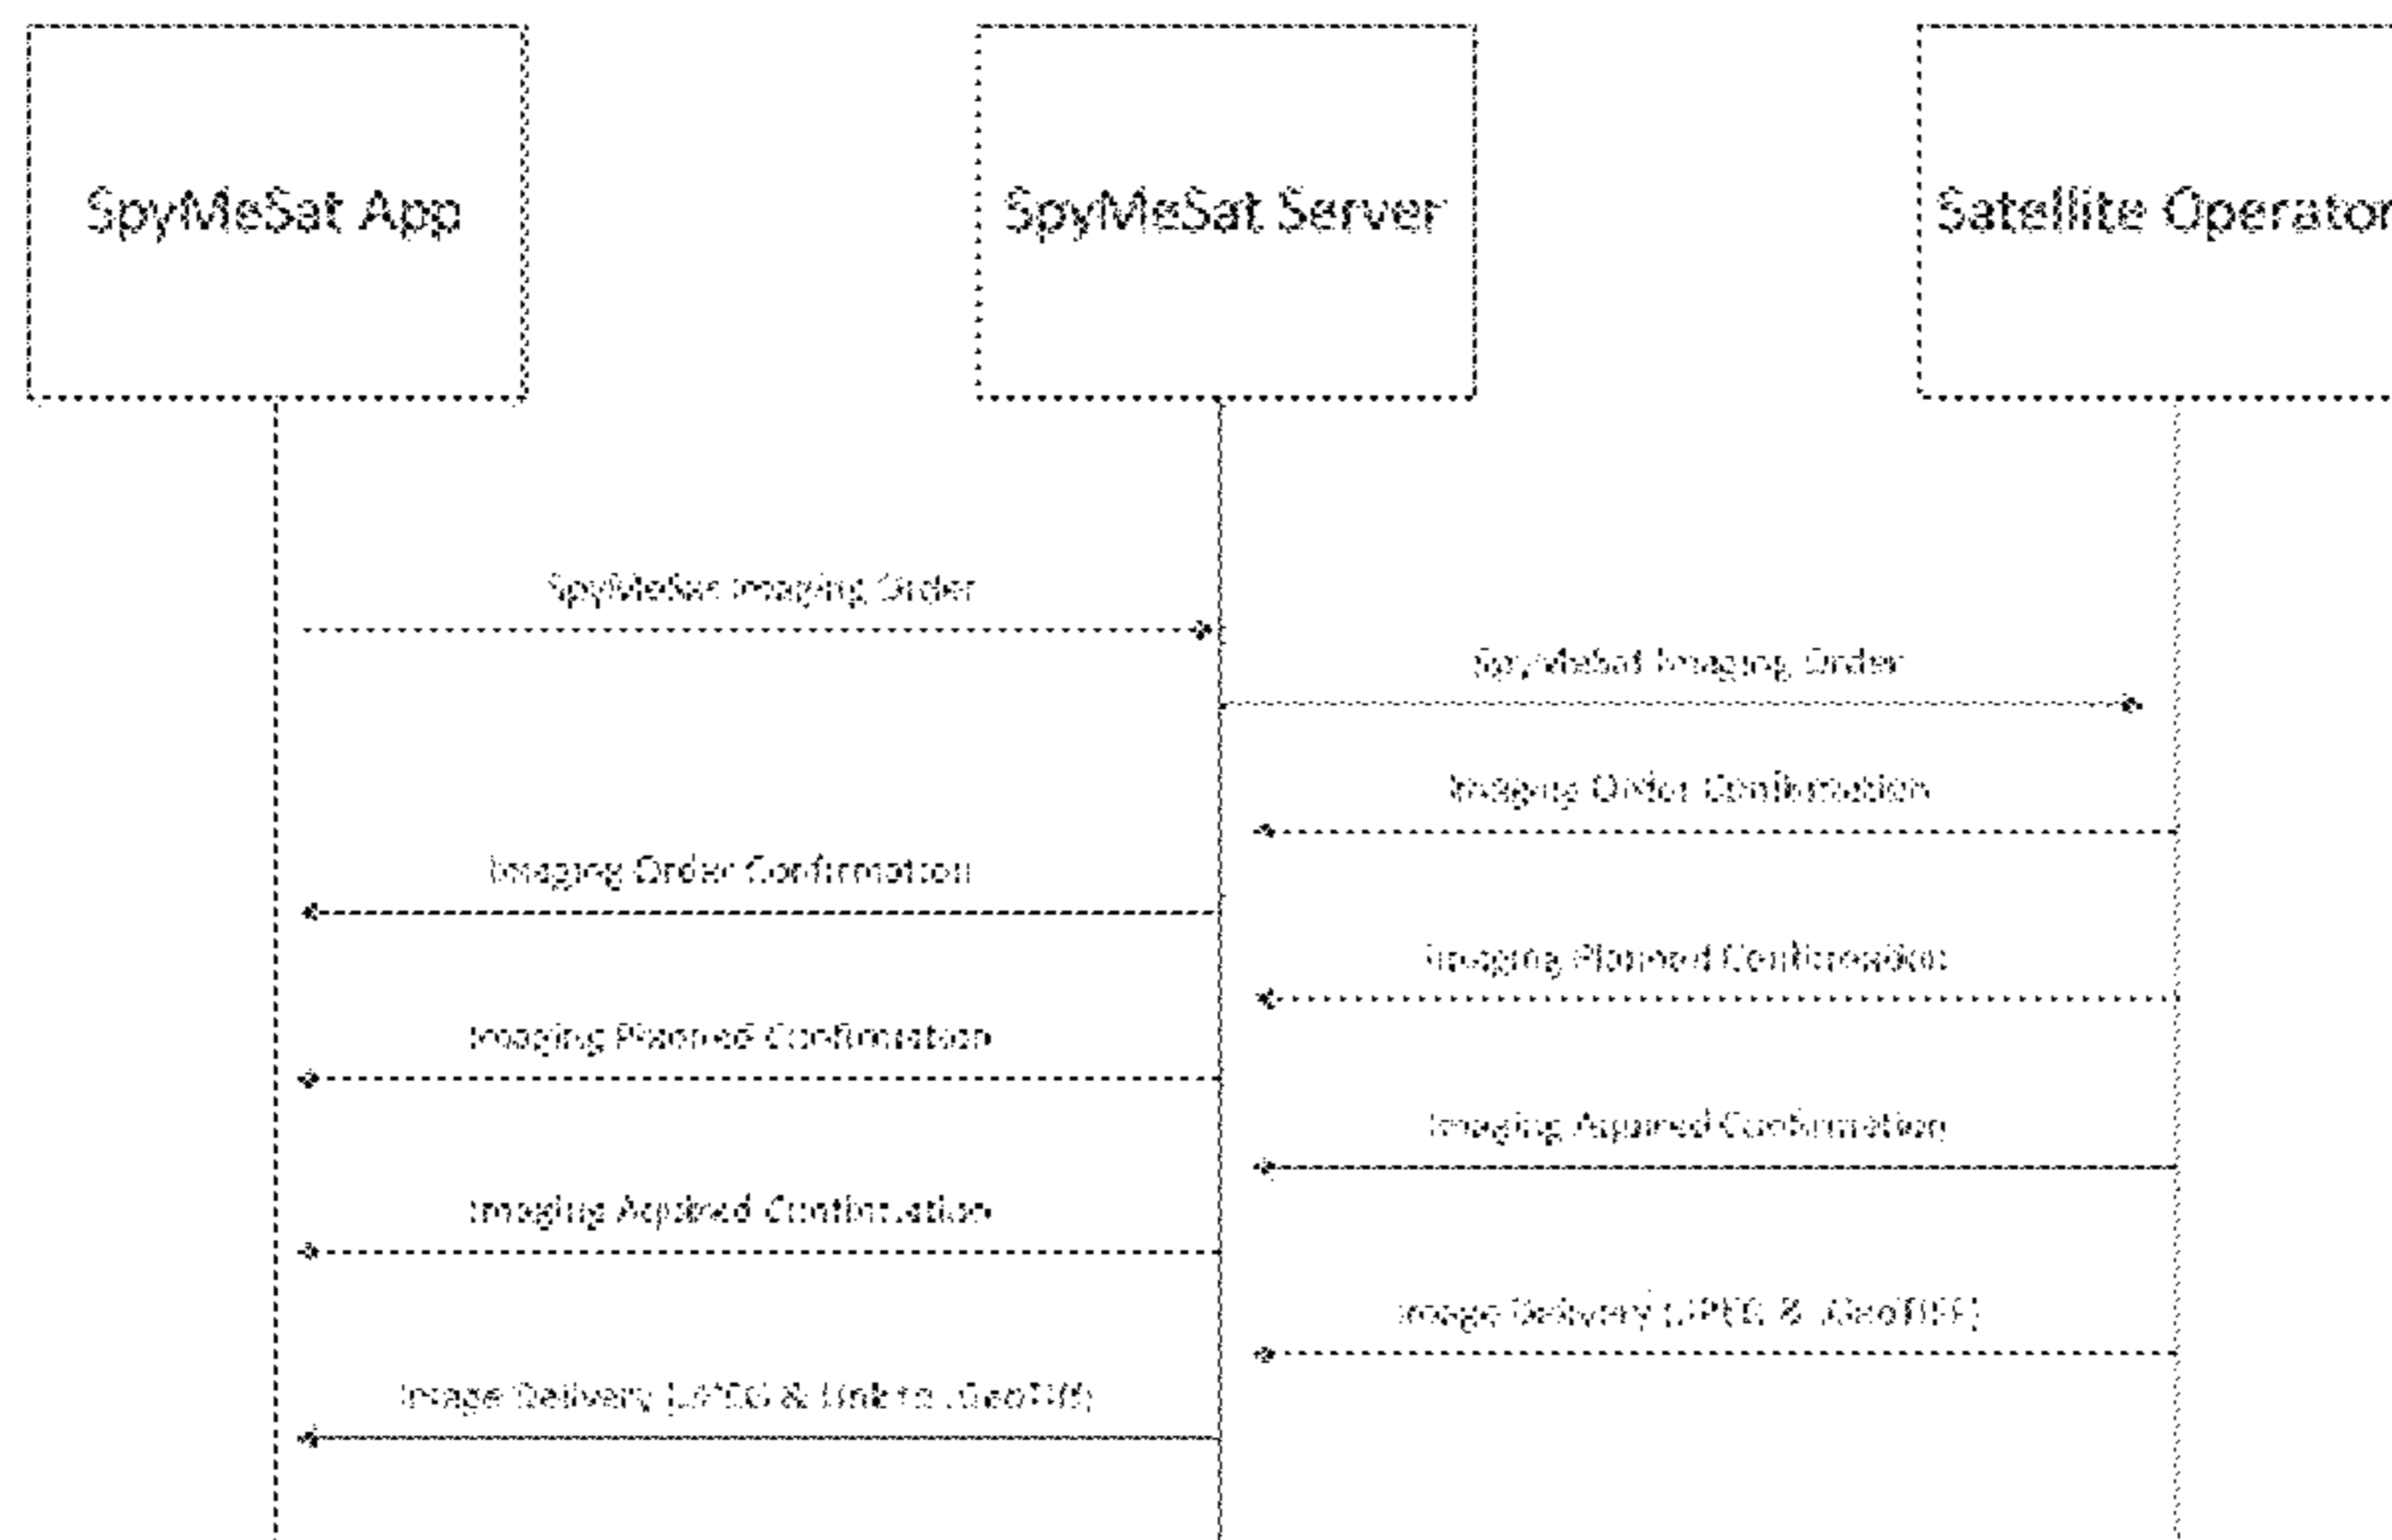 SpyMeSat App
SpyMeSat Server
Satellite Operator
SpyMeSat Imaging Order
SpyMeSat Imaging Order
Imaging Order Confirmation
Imaging Order Confirmation
Imaging Planned Confirmation
Imaging Planned Confirmation
Imaging Aquired Confirmation
Imaging Aquired Confirmation
Image Delivery (JPEG & .GeoTIFF)
Image Delivery (JPEG & Link to .GeoTiff)